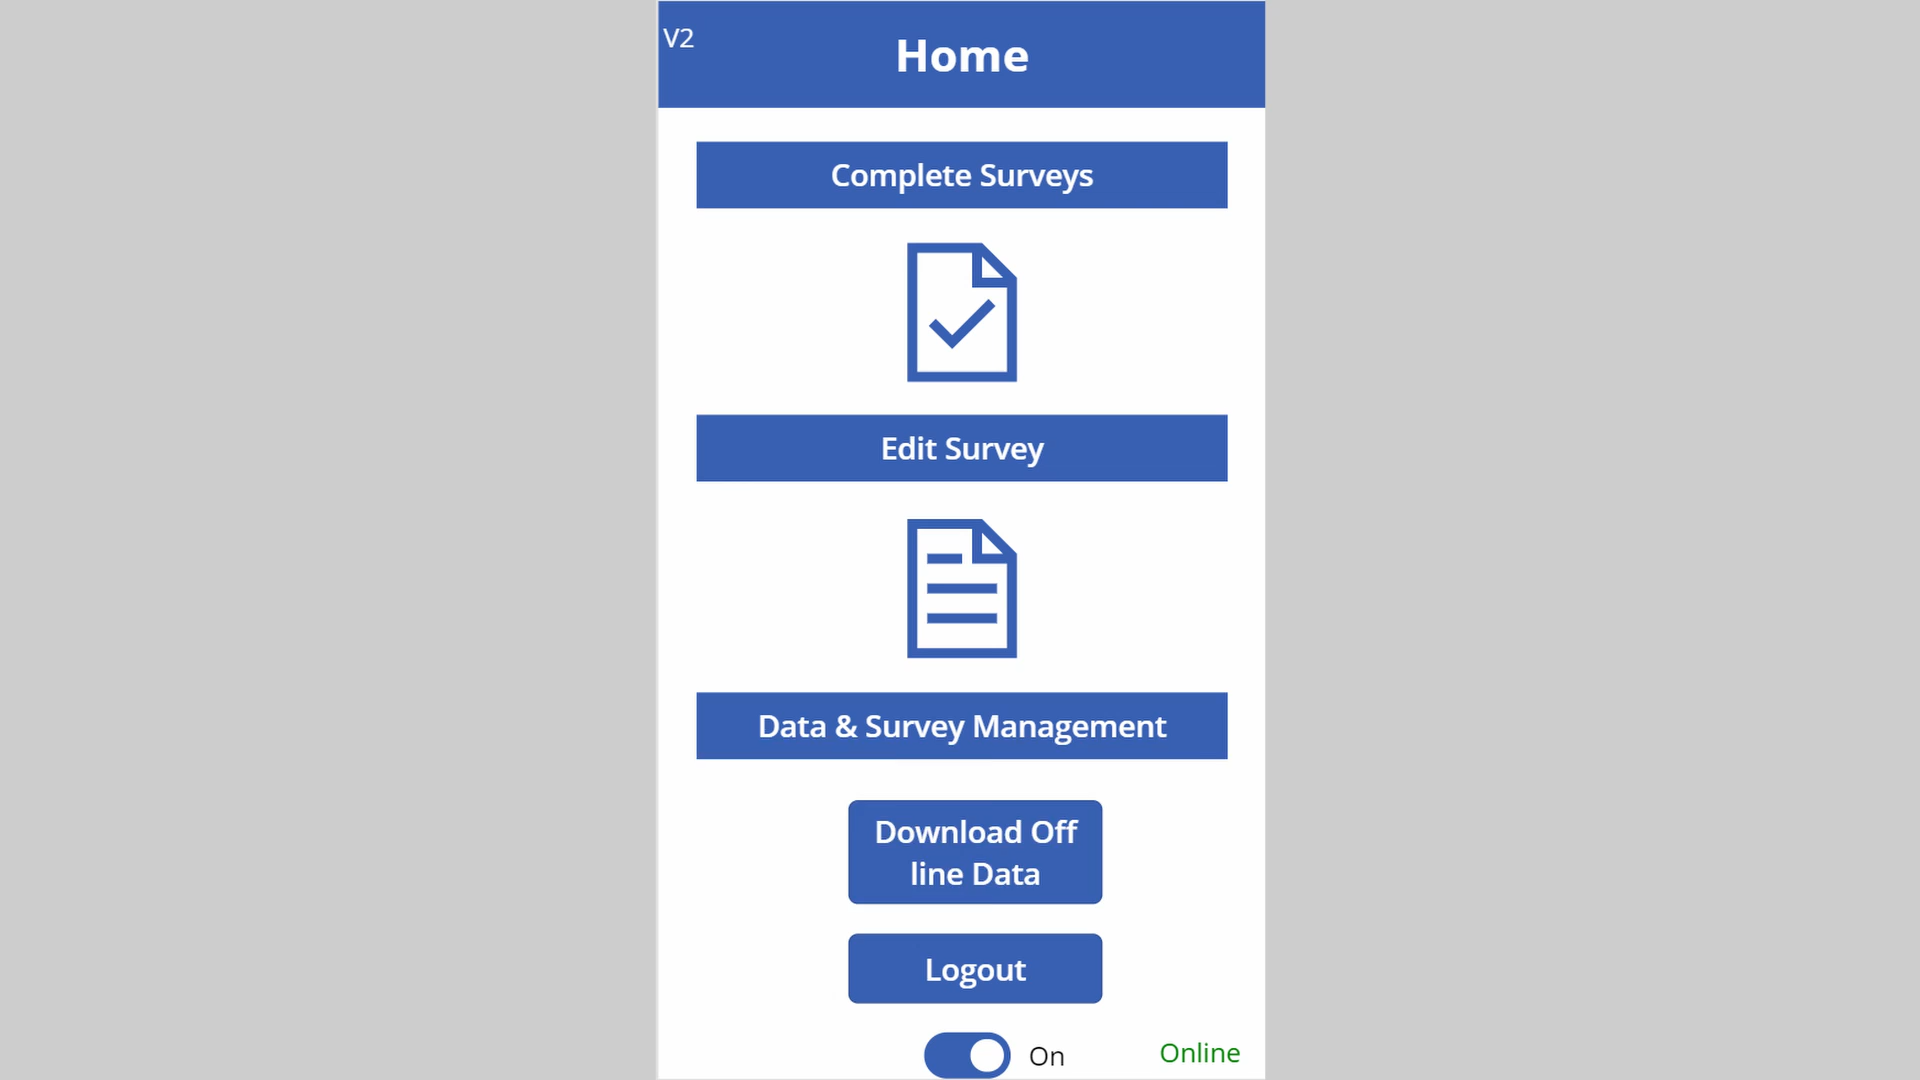 V2
Home
Complete Surveys
Edit Survey
Data & Survey Management
Download Off
line Data
Logout
On
Online